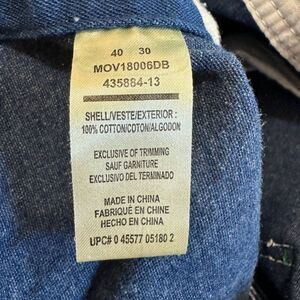 40 30
MOV18006DB
435884-13
SHELL/VESTE/EXTERIOR :
100% COTTON/COTON/ALGODON
EXCLUSIVE OF TRIMMING
SAUF GARNITURE
EXCLUSIVO DEL TERMINADO
MADE IN CHINA
FABRIQUÉ EN CHINE
HECHO EN CHINA
UPC# 0 45577 05180 2